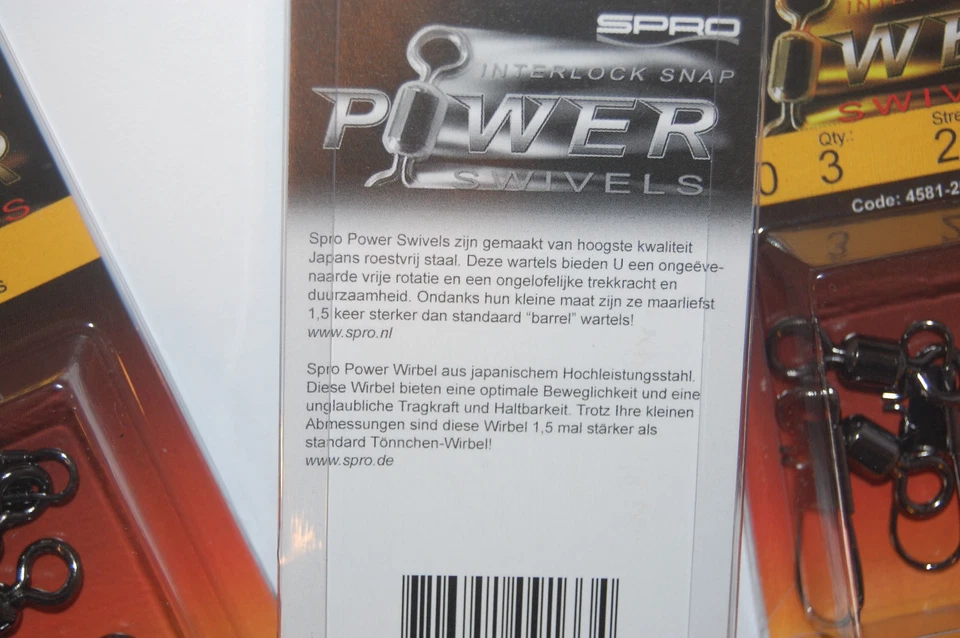 SPRO
INTERLOCK SNAP
POWER
SWIVELS
Spro Power Swivels zijn gemaakt van hoogste kwaliteit
Japans roestvrij staal. Deze wartels bieden U een ongeëve-
naarde vrije rotatie en een ongelofelijke trekkracht en
duurzaamheid. Ondanks hun kleine maat zijn ze maarliefst
1,5 keer sterker dan standaard “barrel” wartels!
www.spro.nl
Spro Power Wirbel aus japanischem Hochleistungsstahl.
Diese Wirbel bieten eine optimale Beweglichkeit und eine
unglaubliche Tragkraft und Haltbarkeit. Trotz Ihre kleinen
Abmessungen sind diese Wirbel 1,5 mal stärker als
standard Tönnchen-Wirbel!
www.spro.de
Qty.:
3
2
Code: 4581-2